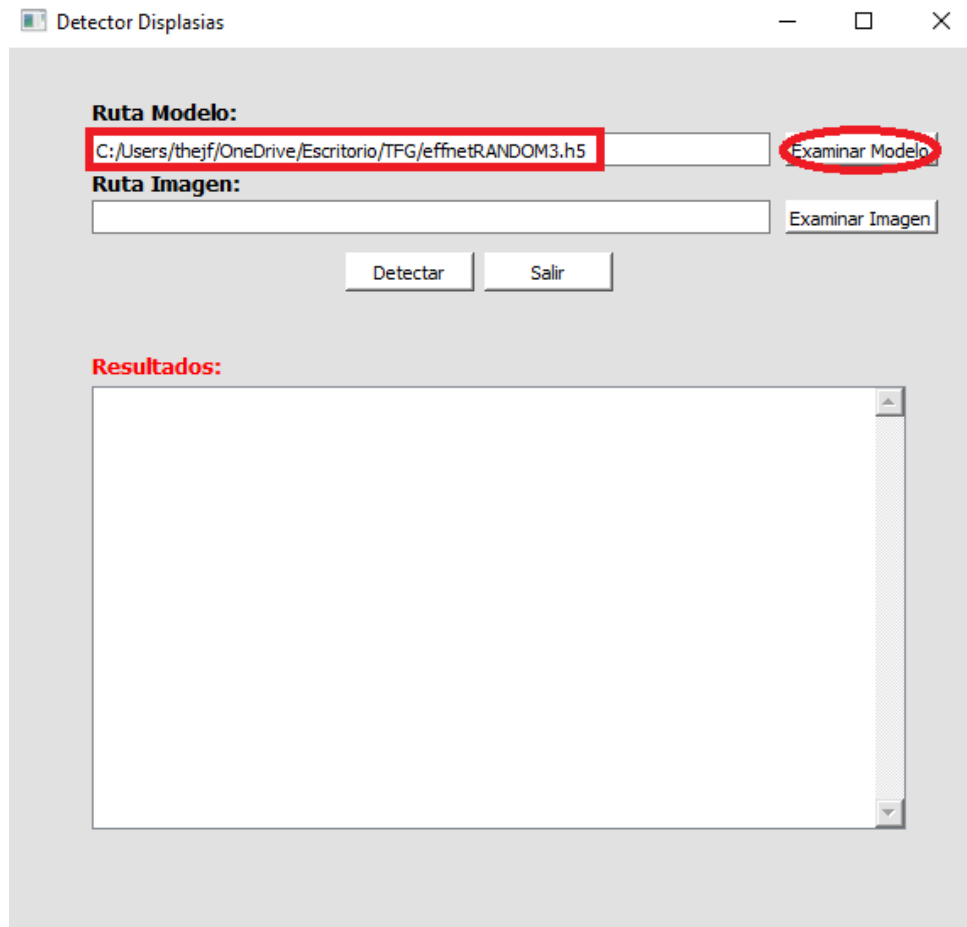 Detector Displasias
Ruta Modelo:
C:/Users/thejf/OneDrive/Escritorio/TFG/effnetRANDOM3.h5 Examinar Modelo
Ruta Imagen:
Examinar Imagen
Detectar Salir
Resultados: